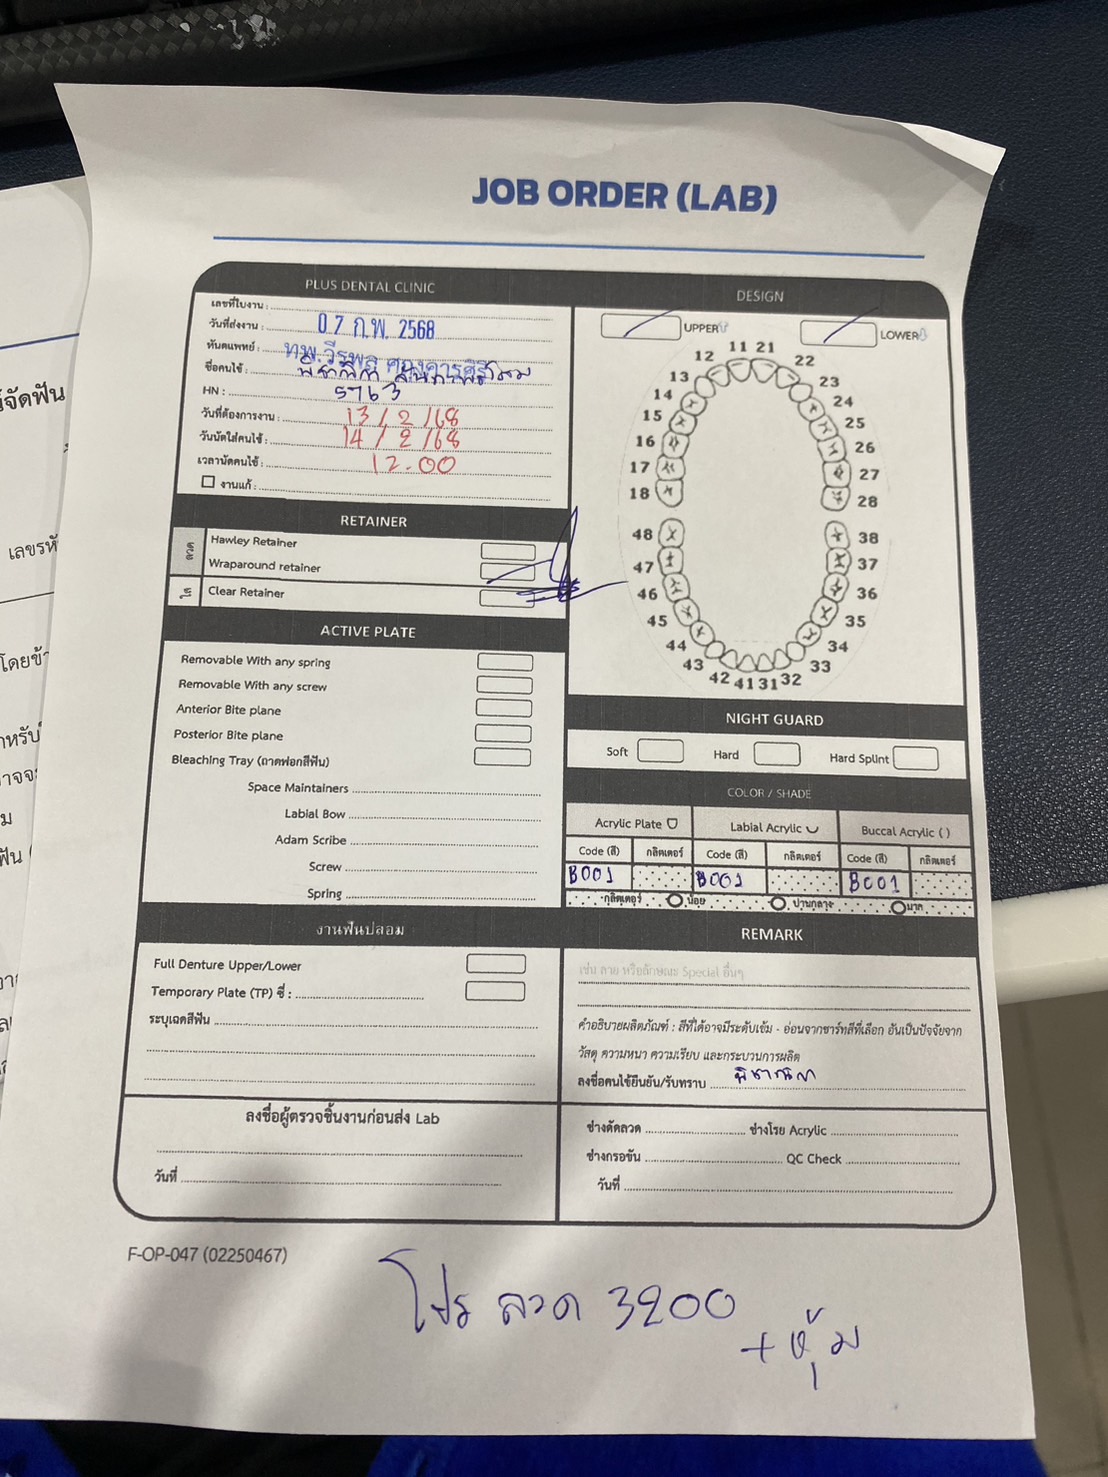 JOB ORDER (LAB)
PLUS DENTAL CLINIC
เลขที่ใบงาน :
วันที่ส่งงาน : 07 ก.พ. 2568
ทันตแพทย์ : ทพ.วีรพล
ชื่อคนไข้ :
HN : 5763
วันที่ต้องการงาน : 13/2/68
วันนัดใส่คนไข้ : 14/2/68
เวลานัดคนไข้ : 12.00
งานแก้ :
DESIGN
UPPER LOWER
11 21
12 22
13 23
14 24
15 25
16 26
17 27
18 28
48 38
47 37
46 36
45 35
44 34
43 33
42 41 31 32
RETAINER
ลวด
Hawley Retainer
Wraparound retainer
ใส
Clear Retainer
ACTIVE PLATE
Removable With any spring
Removable With any screw
Anterior Bite plane
Posterior Bite plane
Bleaching Tray (ถาดฟอกสีฟัน)
Space Maintainers
Labial Bow
Adam Scribe
Screw
Spring
NIGHT GUARD
Soft Hard Hard Splint
COLOR / SHADE
Acrylic Plate Labial Acrylic Buccal Acrylic ( )
Code (สี) กลิตเตอร์ Code (สี) กลิตเตอร์ Code (สี) กลิตเตอร์
B001 B001 B001
กลิตเตอร์ น้อย ปานกลาง มาก
งานฟันปลอม
Full Denture Upper/Lower
Temporary Plate (TP) ซี่ :
ระบุเฉดสีฟัน
REMARK
เช่น ลาย หรือลักษณะ Special อื่นๆ
คำอธิบายผลิตภัณฑ์ : สีที่ได้อาจมีระดับเข้ม - อ่อนจากชาร์ทสีที่เลือก อันเป็นปัจจัยจาก
วัสดุ ความหนา ความเรียบ และกระบวนการผลิต
ลงชื่อคนไข้ยืนยัน/รับทราบ
ลงชื่อผู้ตรวจชิ้นงานก่อนส่ง Lab
วันที่
ช่างดัดลวด ช่างโรย Acrylic
ช่างกรอขัน QC Check
วันที่
F-OP-047 (02250467)
โปร ลวด 3200
+ หุ้ม